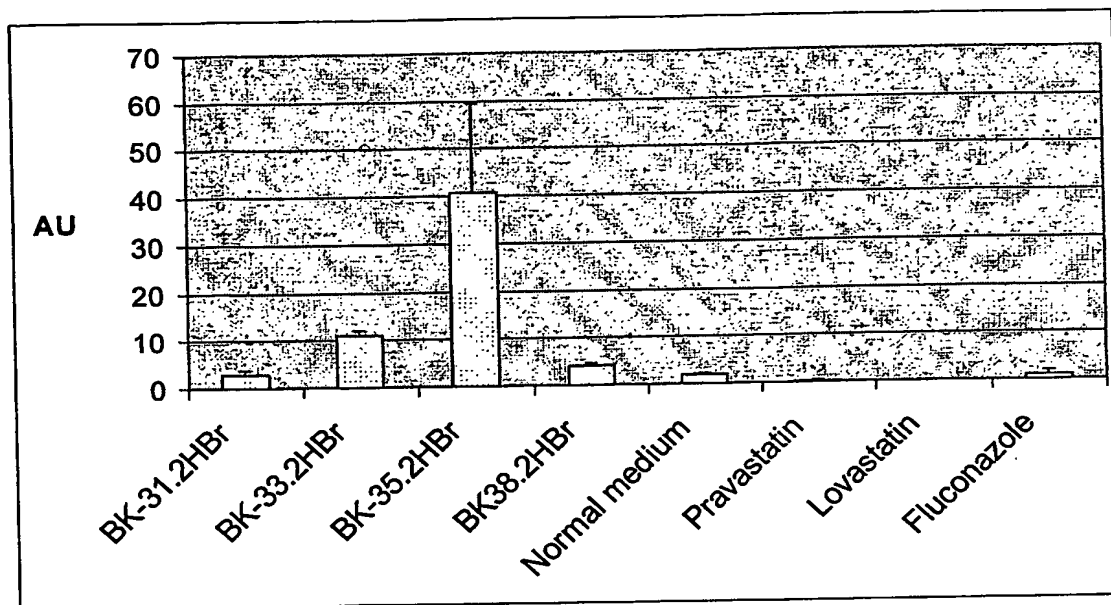 70
60
50
40
30
20
10
0
AU
BK-31.2HBr
BK-33.2HBr
BK-35.2HBr
BK38.2HBr
Normal medium
Pravastatin
Lovastatin
Fluconazole